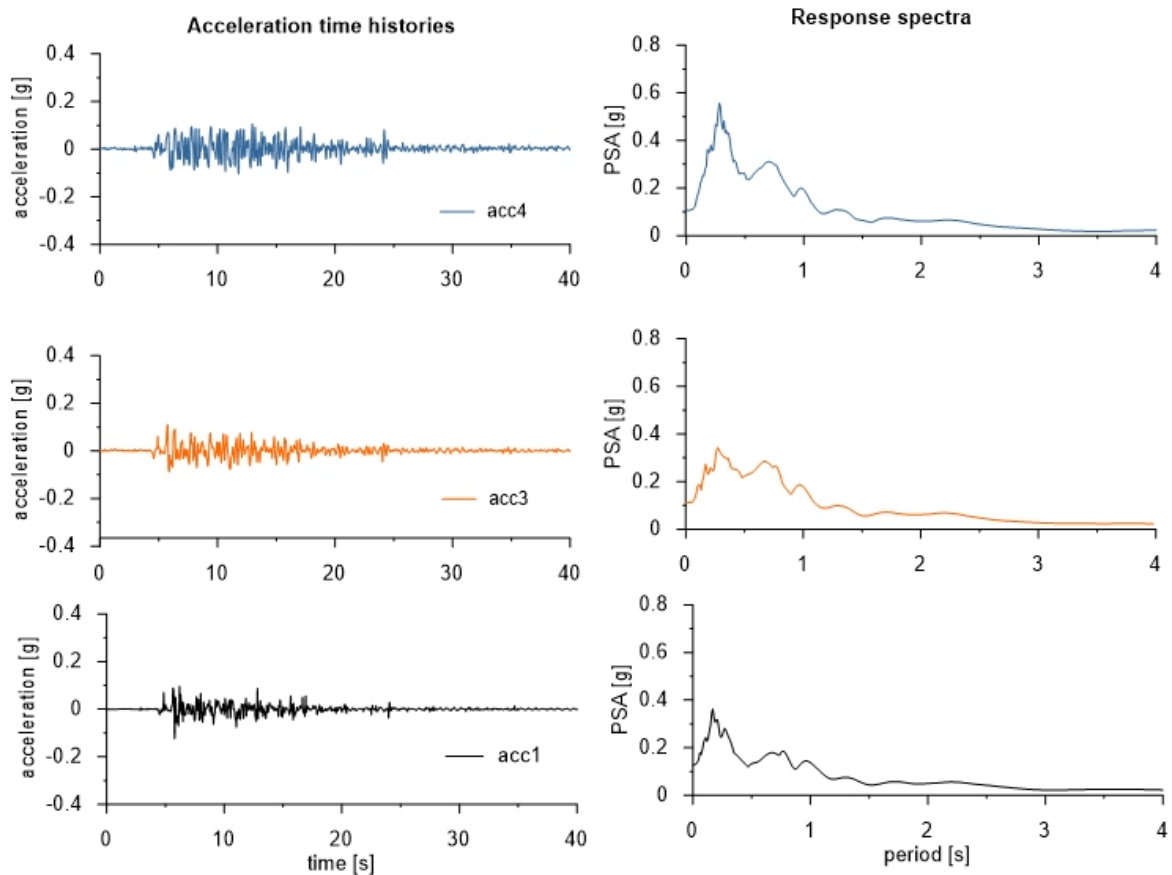 Acceleration time histories
Response spectra
acceleration [g]
0.4
0.2
0
-0.2
-0.4
acc4
0 10 20 30 40
PSA [g]
0.8
0.6
0.4
0.2
0
0 1 2 3 4
acceleration [g]
0.4
0.2
0
-0.2
-0.4
acc3
0 10 20 30 40
PSA [g]
0.8
0.6
0.4
0.2
0
0 1 2 3 4
acceleration [g]
0.4
0.2
0
-0.2
-0.4
acc1
0 10 20 30 40
time [s]
PSA [g]
0.8
0.6
0.4
0.2
0
0 1 2 3 4
period [s]